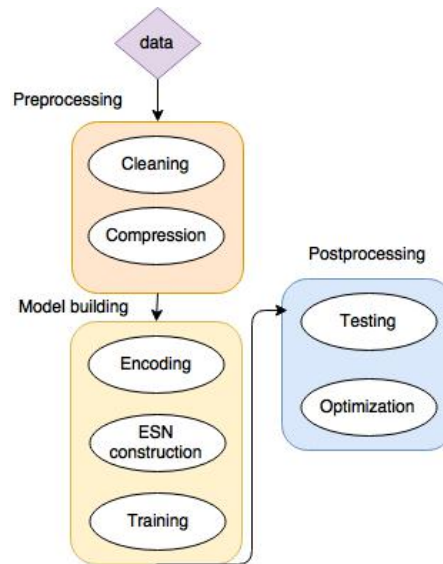 data
Preprocessing
Cleaning
Compression
Model building
Encoding
ESN
construction
Training
Postprocessing
Testing
Optimization